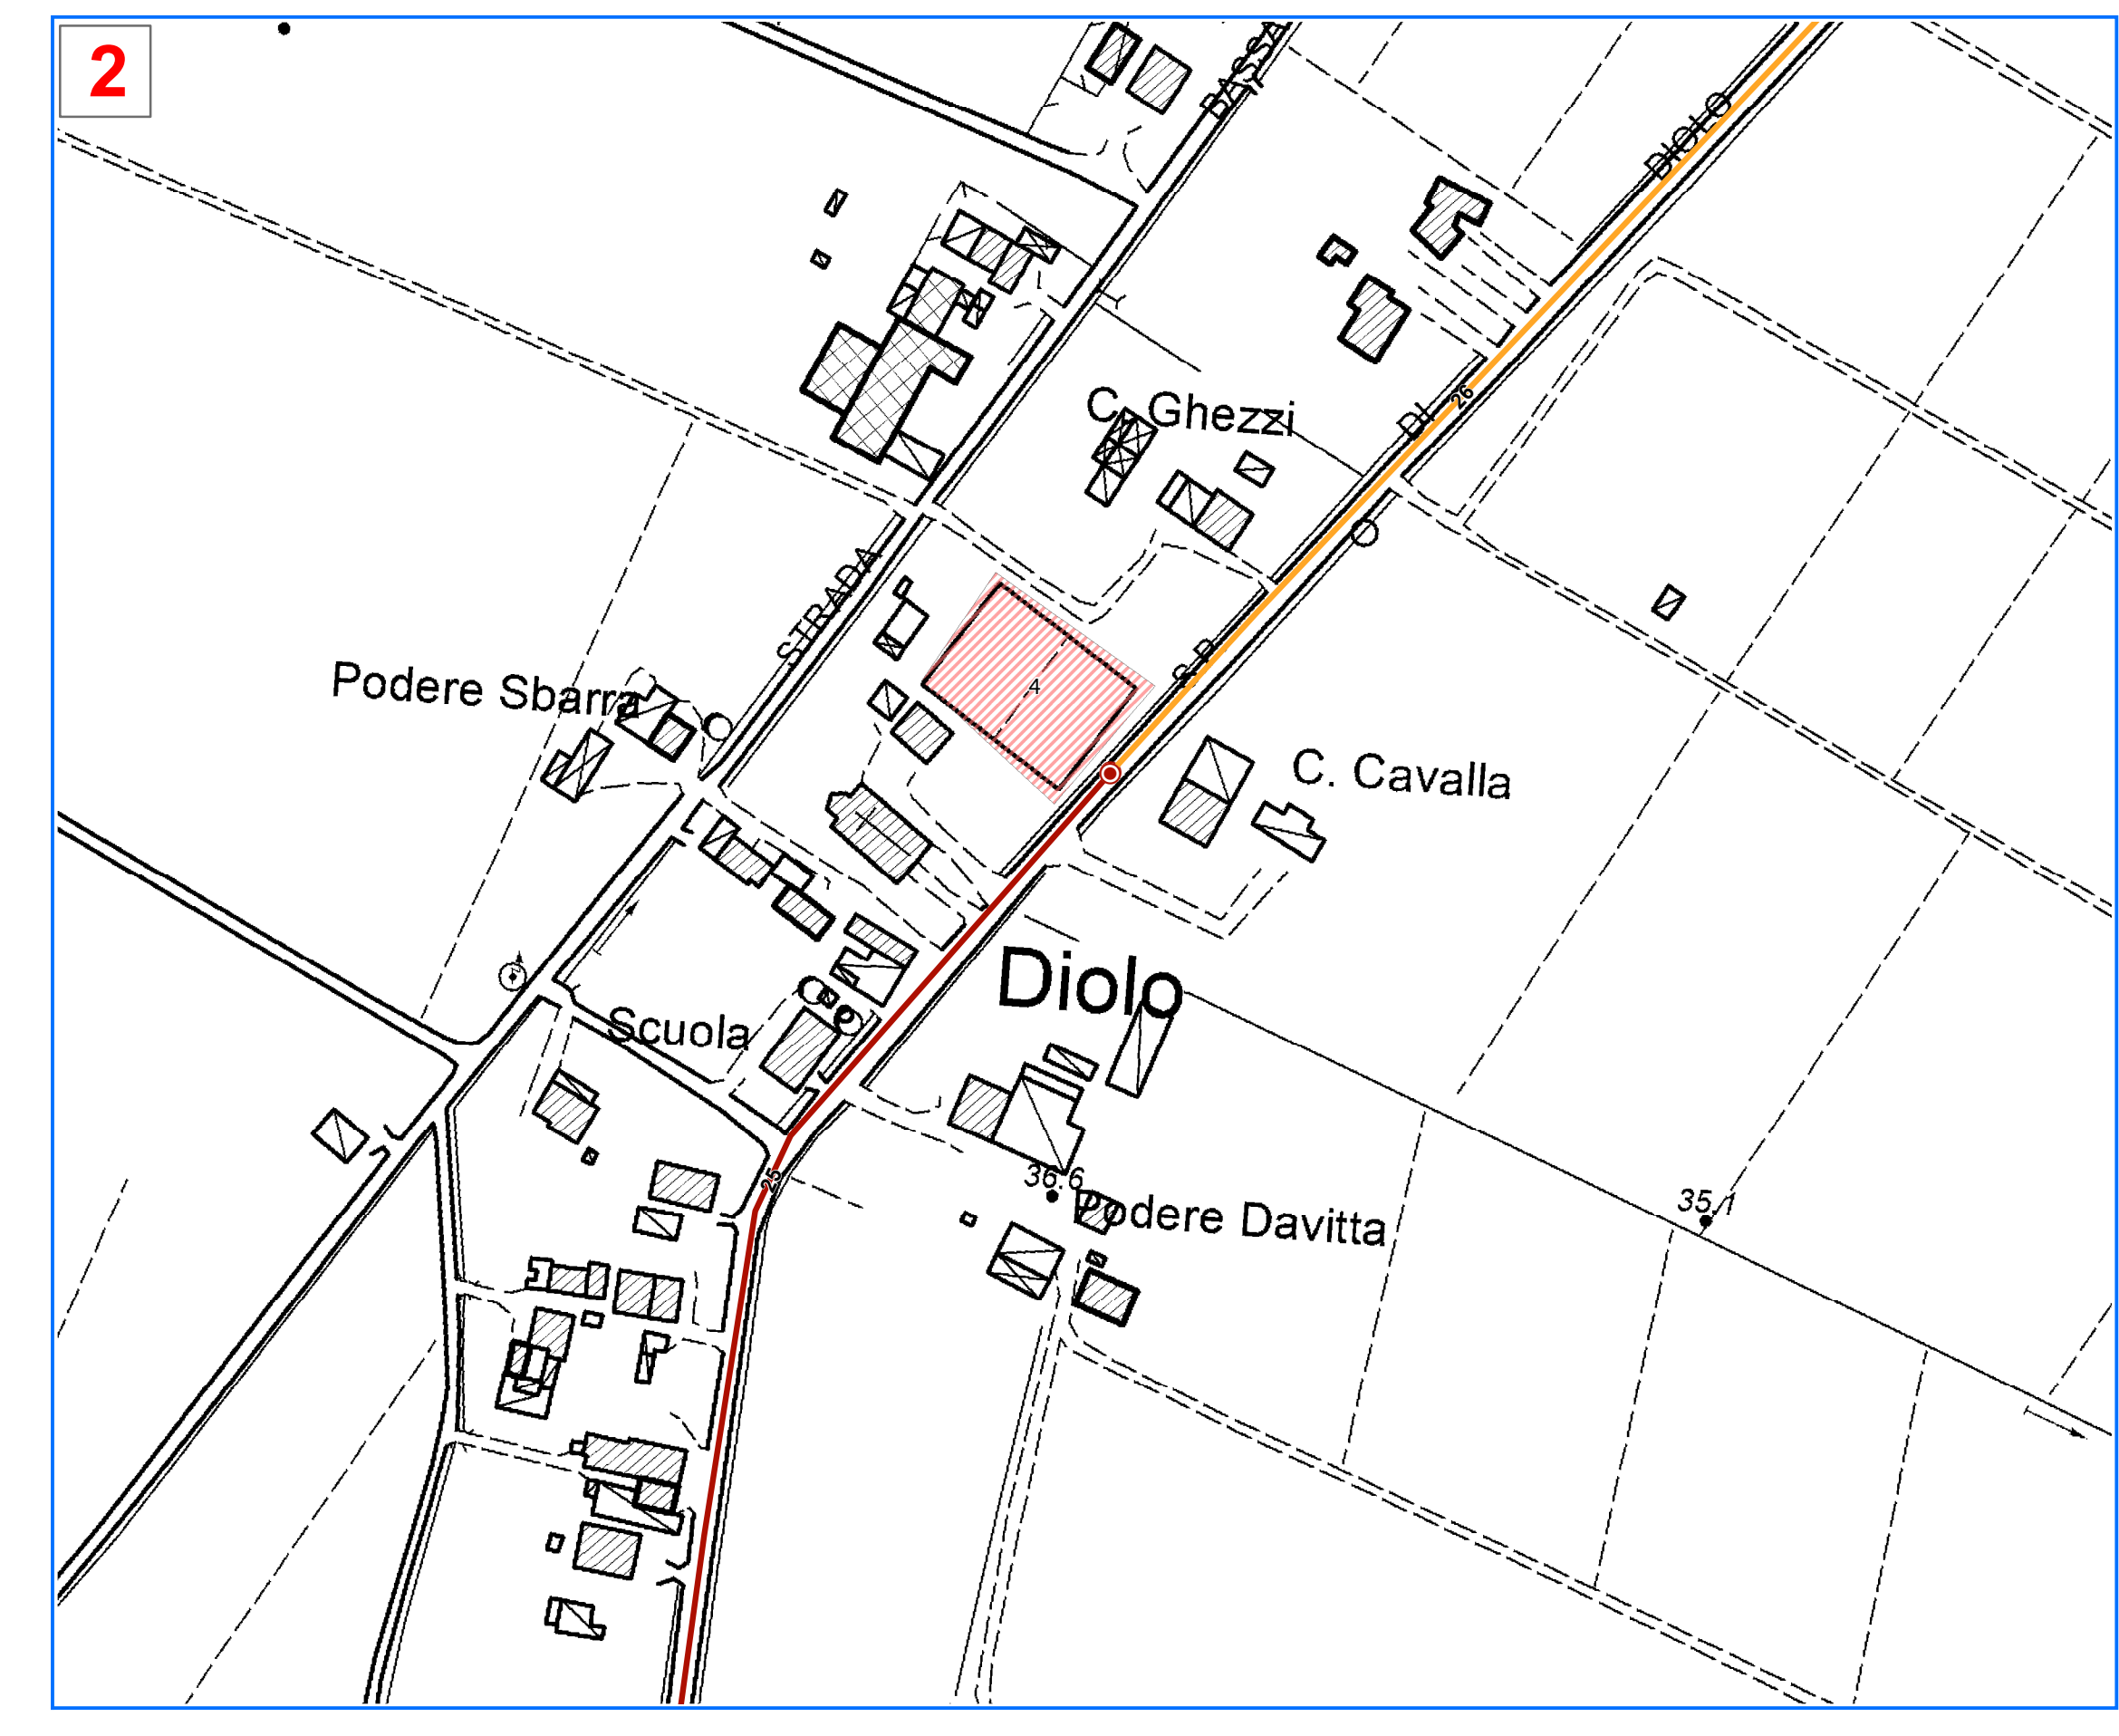 2
BASSA
DIOLO
C. Ghezzi
DI
26
STRADA
S.P.
Podere Sbarra
4
C. Cavalla
Diolo
Scuola
25
36.6
Podere Davitta
35.1